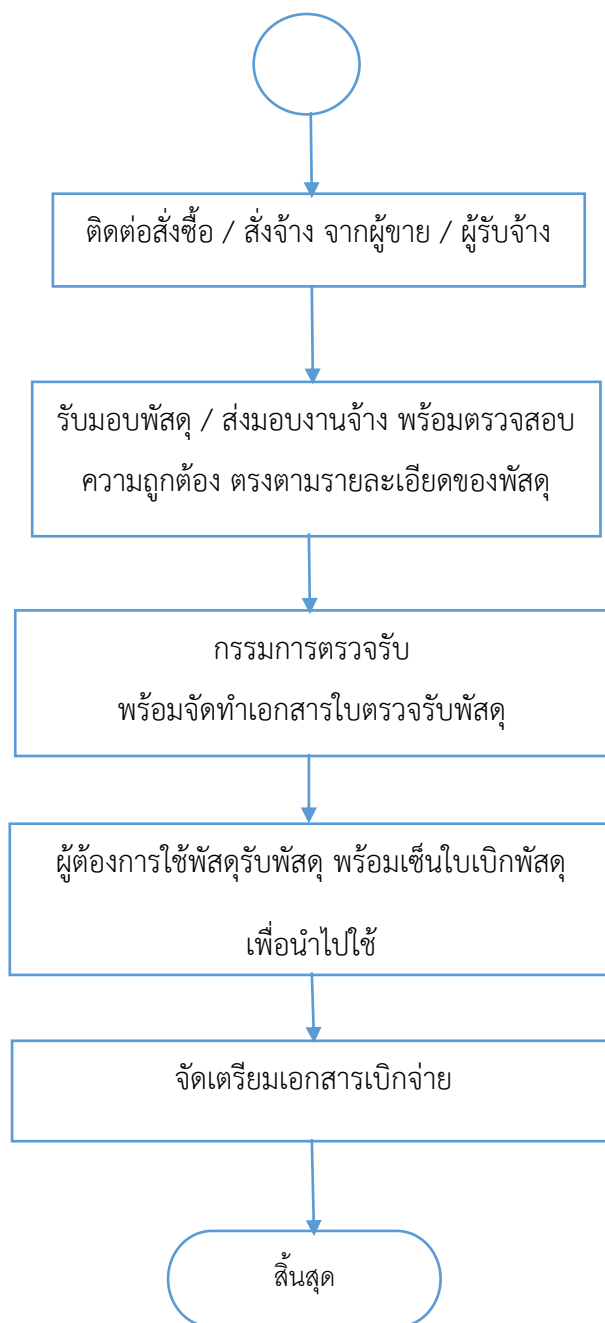 ติดต่อสั่งซื้อ / สั่งจ้าง จากผู้ขาย / ผู้รับจ้าง
รับมอบพัสดุ / ส่งมอบงานจ้าง พร้อมตรวจสอบ
ความถูกต้อง ตรงตามรายละเอียดของพัสดุ
กรรมการตรวจรับ
พร้อมจัดทำเอกสารใบตรวจรับพัสดุ
ผู้ต้องการใช้พัสดุรับพัสดุ พร้อมเซ็นใบเบิกพัสดุ
เพื่อนำไปใช้
จัดเตรียมเอกสารเบิกจ่าย
สิ้นสุด